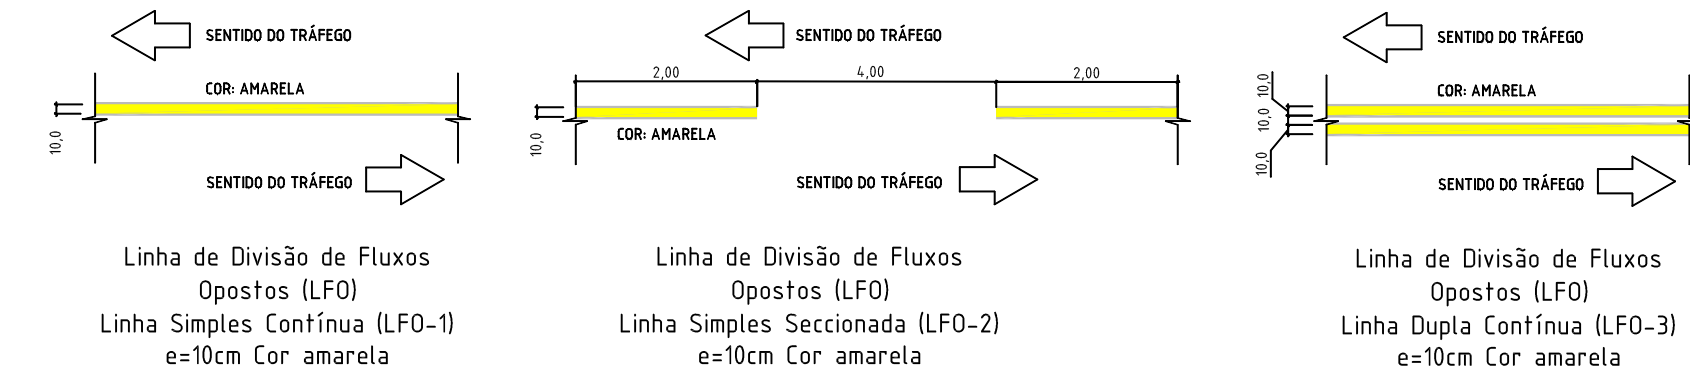 SENTIDO DO TRÁFEGO
COR: AMARELA
10,0
SENTIDO DO TRÁFEGO
Linha de Divisão de Fluxos
Opostos (LFO)
Linha Simples Contínua (LFO-1)
e=10cm Cor amarela
SENTIDO DO TRÁFEGO
2,00 4,00 2,00
10,0
COR: AMARELA
SENTIDO DO TRÁFEGO
Linha de Divisão de Fluxos
Opostos (LFO)
Linha Simples Seccionada (LFO-2)
e=10cm Cor amarela
SENTIDO DO TRÁFEGO
COR: AMARELA
10,0
10,0
10,0
SENTIDO DO TRÁFEGO
Linha de Divisão de Fluxos
Opostos (LFO)
Linha Dupla Contínua (LFO-3)
e=10cm Cor amarela